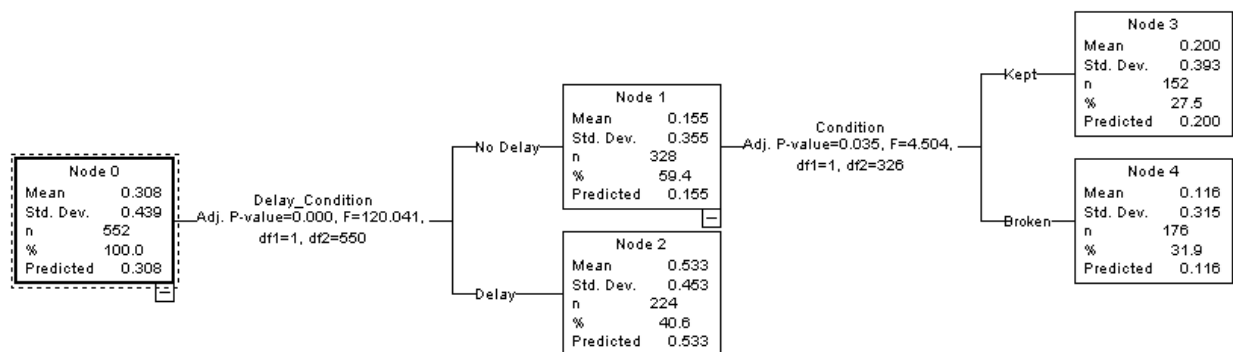 Node 0
Mean 0.308
Std. Dev. 0.439
n 552
% 100.0
Predicted 0.308
Delay_Condition
Adj. P-value=0.000, F=120.041,
df1=1, df2=550
No Delay
Delay
Node 1
Mean 0.155
Std. Dev. 0.355
n 328
% 59.4
Predicted 0.155
Node 2
Mean 0.533
Std. Dev. 0.453
n 224
% 40.6
Predicted 0.533
Condition
Adj. P-value=0.035, F=4.504,
df1=1, df2=326
Kept
Broken
Node 3
Mean 0.200
Std. Dev. 0.393
n 152
% 27.5
Predicted 0.200
Node 4
Mean 0.116
Std. Dev. 0.315
n 176
% 31.9
Predicted 0.116